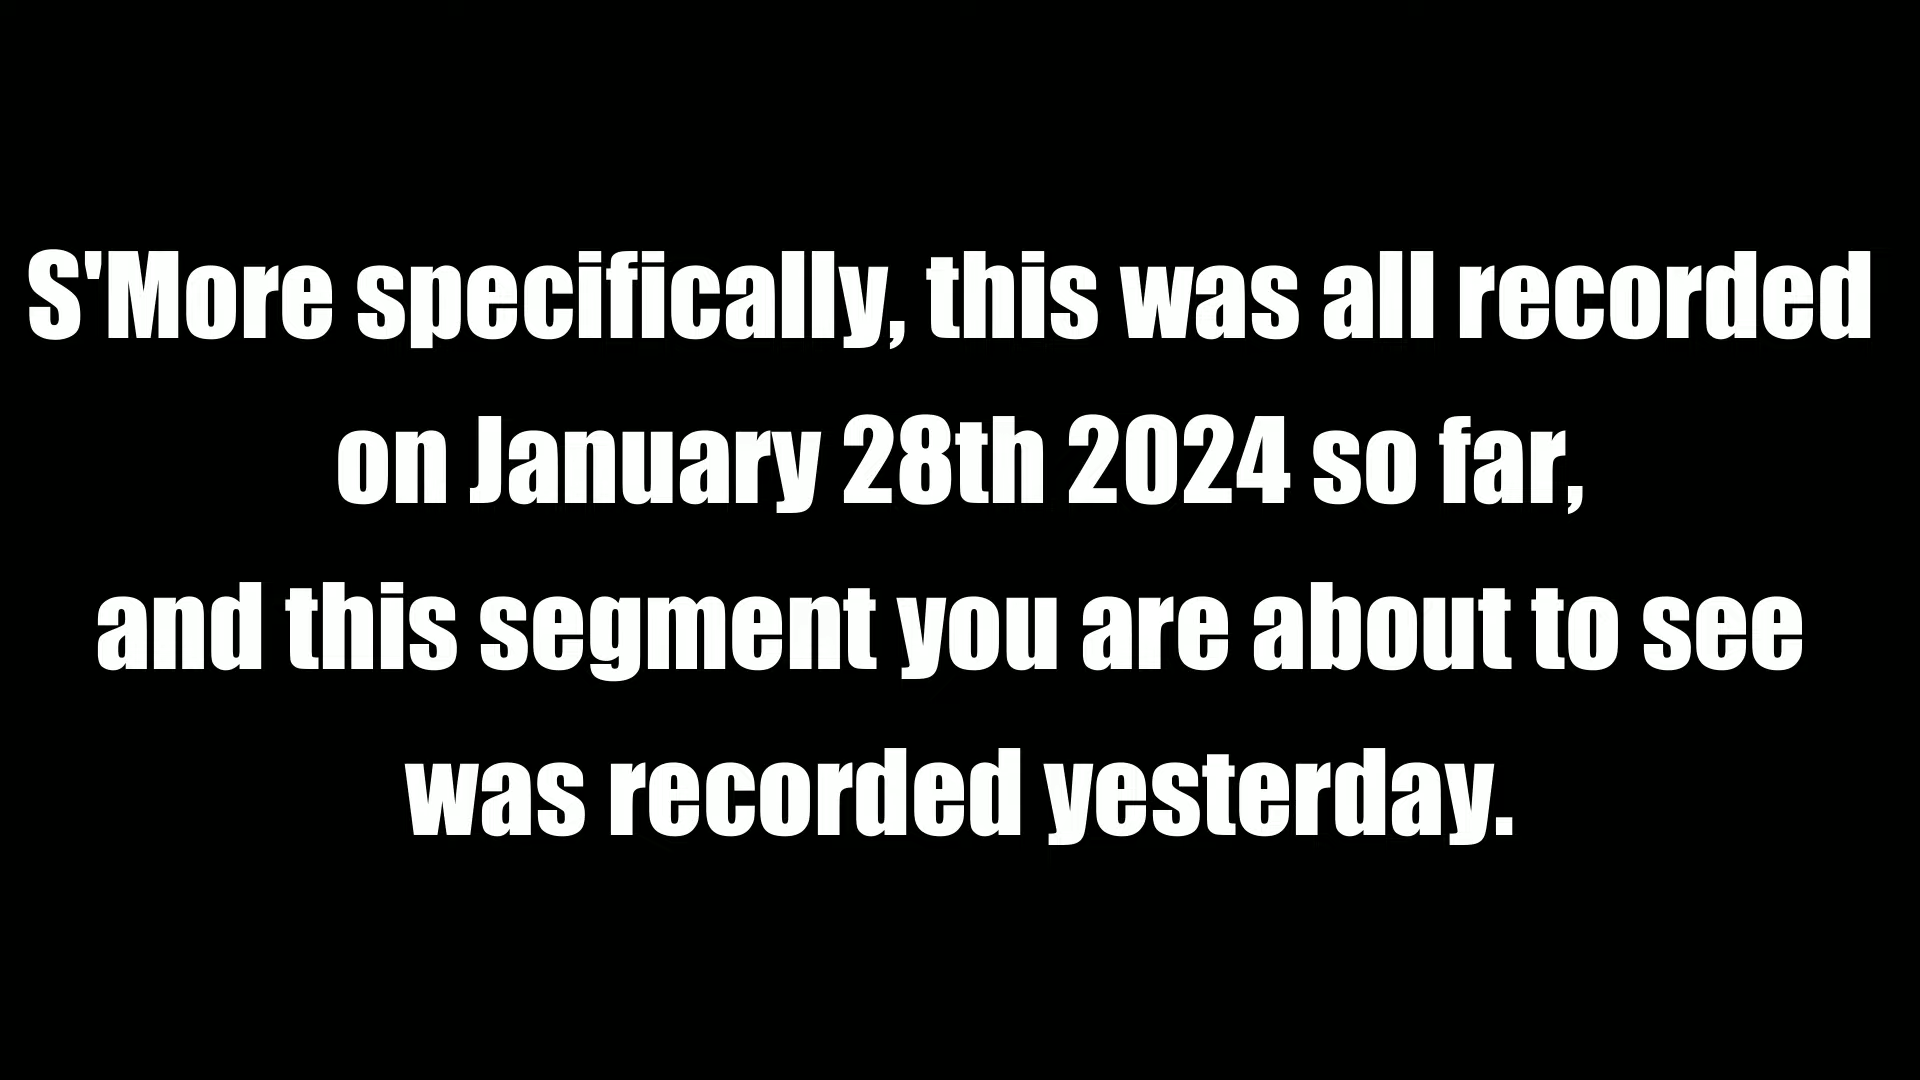 S'More specifically, this was all recorded
on January 28th 2024 so far,
and this segment you are about to see
was recorded yesterday.